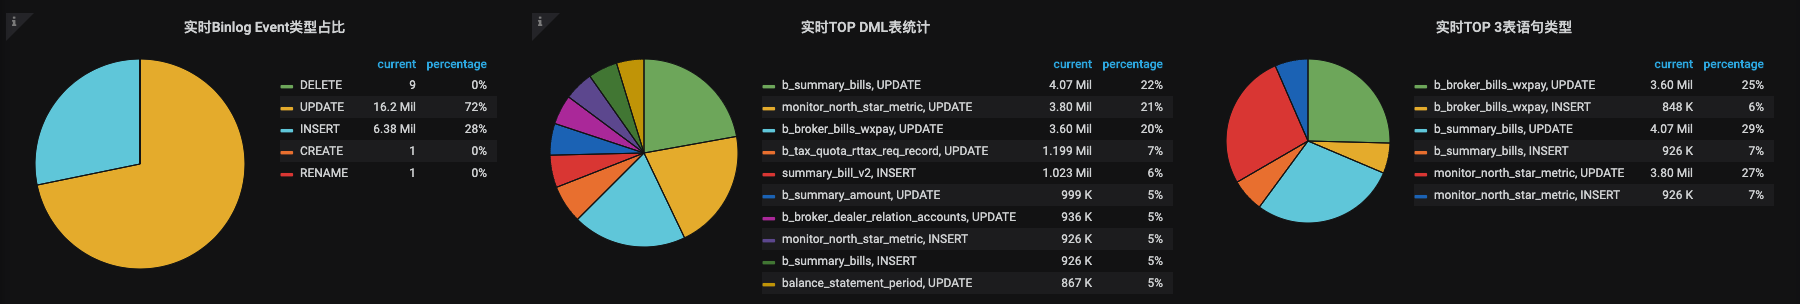 实时Binlog Event类型占比
current percentage
DELETE 9 0%
UPDATE 16.2 Mil 72%
INSERT 6.38 Mil 28%
CREATE 1 0%
RENAME 1 0%
实时TOP DML表统计
current percentage
b_summary_bills, UPDATE 4.07 Mil 22%
monitor_north_star_metric, UPDATE 3.80 Mil 21%
b_broker_bills_wxpay, UPDATE 3.60 Mil 20%
b_tax_quota_rttax_req_record, UPDATE 1.199 Mil 7%
summary_bill_v2, INSERT 1.023 Mil 6%
b_summary_amount, UPDATE 999 K 5%
b_broker_dealer_relation_accounts, UPDATE 936 K 5%
monitor_north_star_metric, INSERT 926 K 5%
b_summary_bills, INSERT 926 K 5%
balance_statement_period, UPDATE 867 K 5%
实时TOP 3表语句类型
current percentage
b_broker_bills_wxpay, UPDATE 3.60 Mil 25%
b_broker_bills_wxpay, INSERT 848 K 6%
b_summary_bills, UPDATE 4.07 Mil 29%
b_summary_bills, INSERT 926 K 7%
monitor_north_star_metric, UPDATE 3.80 Mil 27%
monitor_north_star_metric, INSERT 926 K 7%